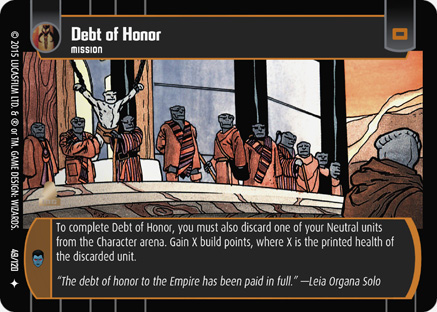 Debt of Honor
MISSION
To complete Debt of Honor, you must also discard one of your Neutral units
from the Character arena. Gain X build points, where X is the printed health of
the discarded unit.
“The debt of honor to the Empire has been paid in full.” —Leia Organa Solo
© 2015 LUCASFILM LTD. & ® or TM. GAME DESIGN: WIZARDS.